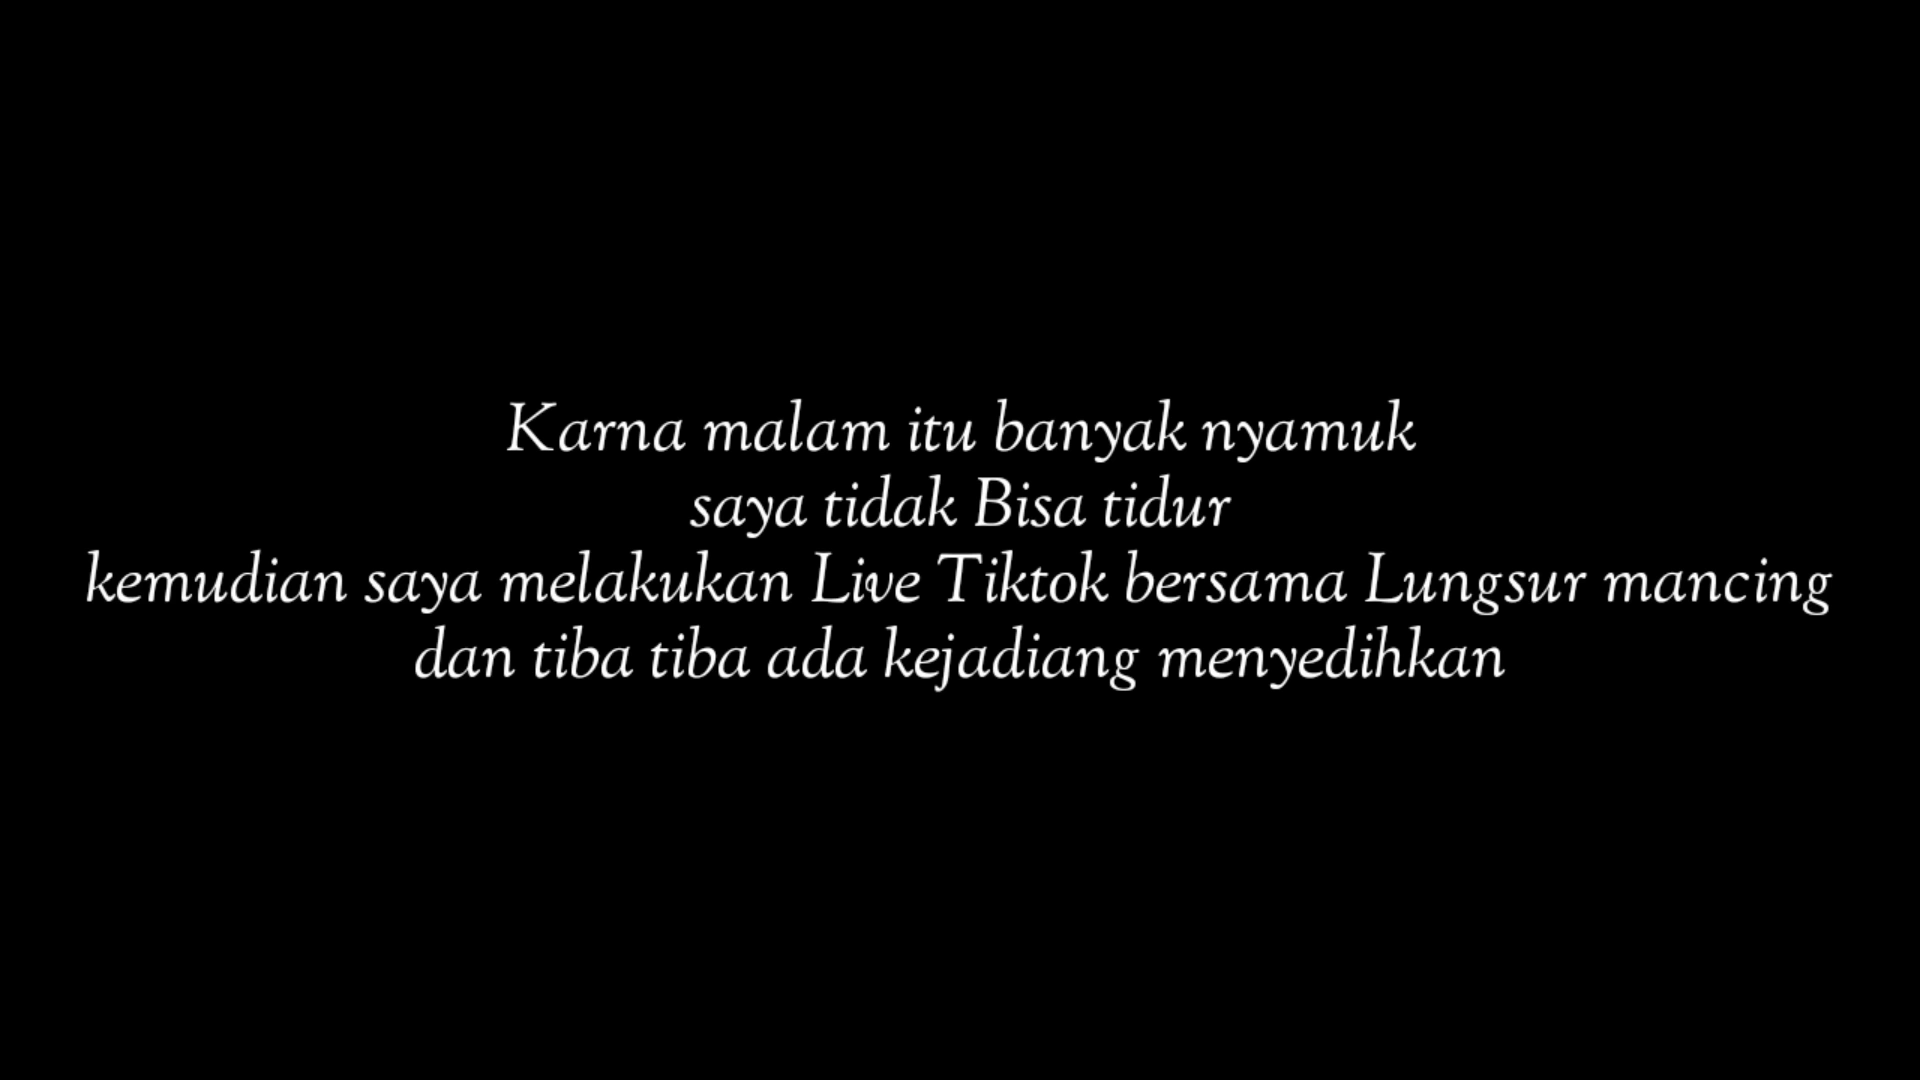 Karna malam itu banyak nyamuk
saya tidak Bisa tidur
kemudian saya melakukan Live Tiktok bersama Lungsur mancing
dan tiba tiba ada kejadiang menyedihkan